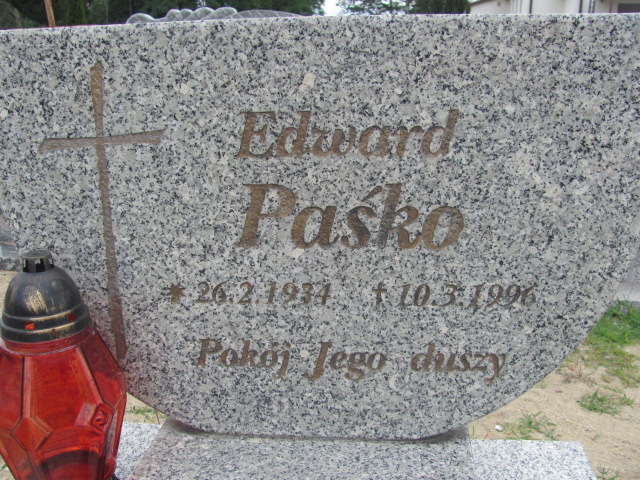 Edward
Paśko
* 26.2.1934 † 10.3.1996
Pokój Jego duszy